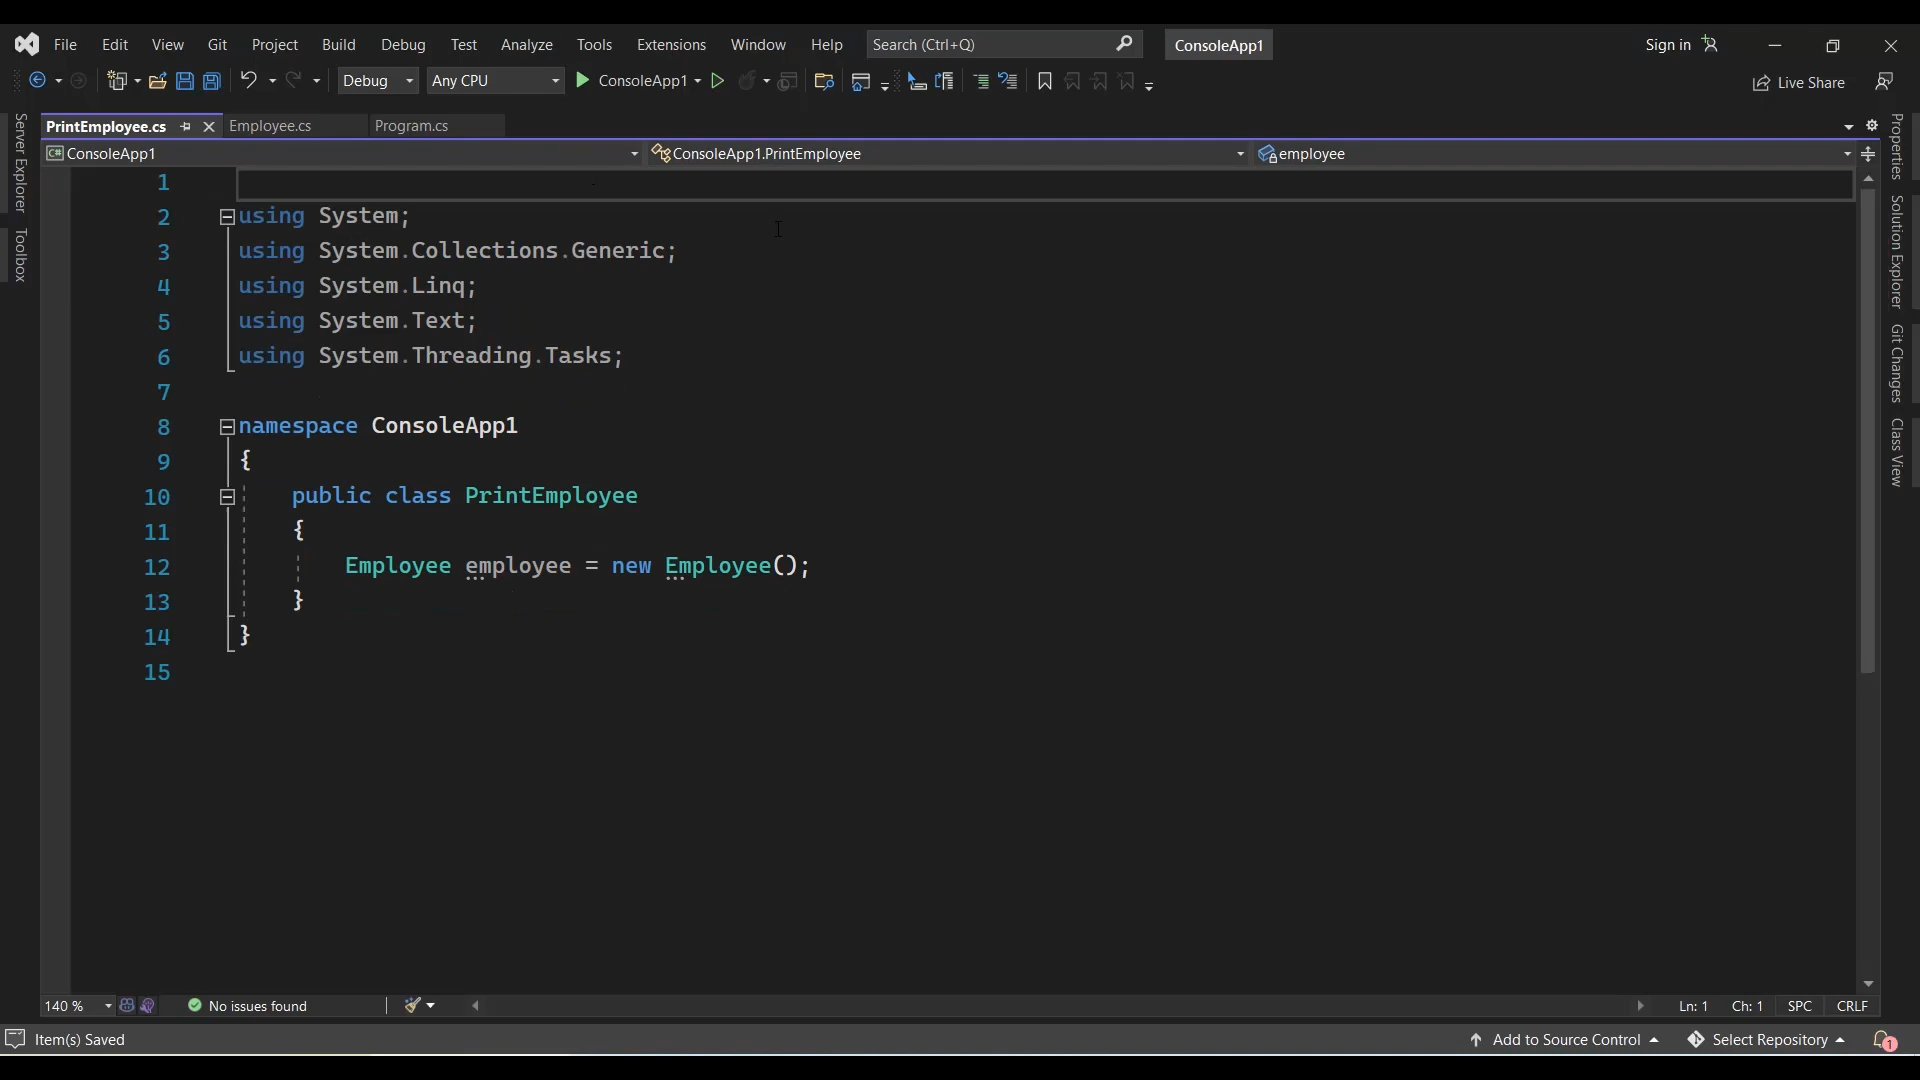 File Edit View Git Project Build Debug Test Analyze Tools Extensions Window Help Search (Ctrl+Q) ConsoleApp1 Sign in
Debug Any CPU ConsoleApp1 Live Share
PrintEmployee.cs Employee.cs Program.cs
C# ConsoleApp1 ConsoleApp1.PrintEmployee employee
Server Explorer
Toolbox
1
2 using System;
3 using System.Collections.Generic;
4 using System.Linq;
5 using System.Text;
6 using System.Threading.Tasks;
7
8 namespace ConsoleApp1
9 {
10 public class PrintEmployee
11 {
12 Employee employee = new Employee();
13 }
14 }
15
Properties
Solution Explorer
Git Changes
Class View
140 % No issues found Ln: 1 Ch: 1 SPC CRLF
Item(s) Saved Add to Source Control Select Repository 1